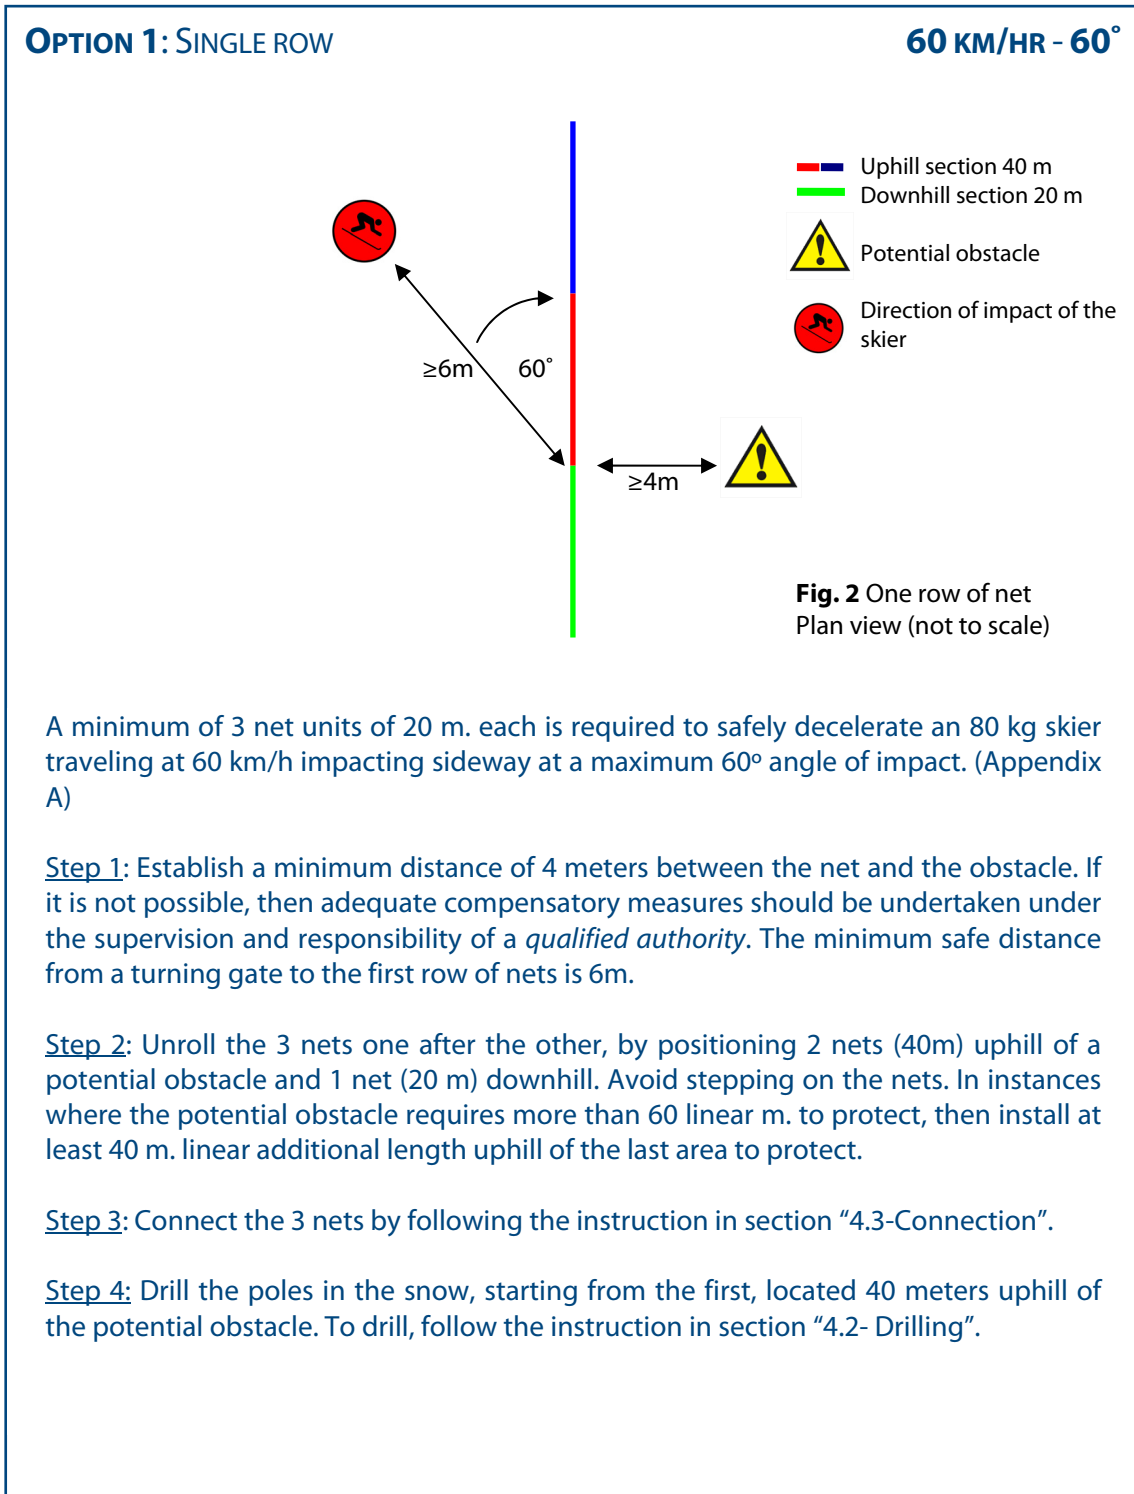 OPTION 1: SINGLE ROW 60 KM/HR - 60°
Uphill section 40 m
Downhill section 20 m
Potential obstacle
Direction of impact of the
skier
≥6m 60°
≥4m
Fig. 2 One row of net
Plan view (not to scale)
A minimum of 3 net units of 20 m. each is required to safely decelerate an 80 kg skier
traveling at 60 km/h impacting sideway at a maximum 60º angle of impact. (Appendix
A)
Step 1: Establish a minimum distance of 4 meters between the net and the obstacle. If
it is not possible, then adequate compensatory measures should be undertaken under
the supervision and responsibility of a qualified authority. The minimum safe distance
from a turning gate to the first row of nets is 6m.
Step 2: Unroll the 3 nets one after the other, by positioning 2 nets (40m) uphill of a
potential obstacle and 1 net (20 m) downhill. Avoid stepping on the nets. In instances
where the potential obstacle requires more than 60 linear m. to protect, then install at
least 40 m. linear additional length uphill of the last area to protect.
Step 3: Connect the 3 nets by following the instruction in section “4.3-Connection”.
Step 4: Drill the poles in the snow, starting from the first, located 40 meters uphill of
the potential obstacle. To drill, follow the instruction in section “4.2- Drilling”.